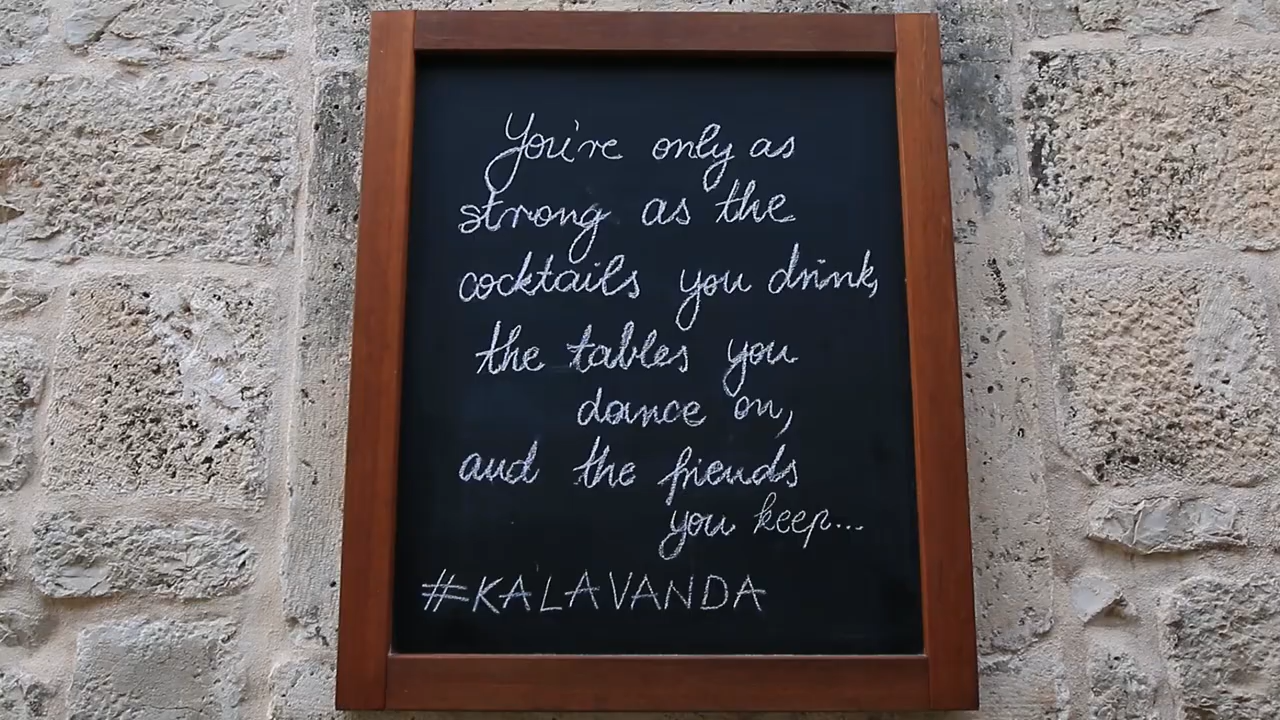 You're only as
strong as the
cocktails you drink,
the tables you
dance on,
and the friends
you keep...
#KALAVANDA